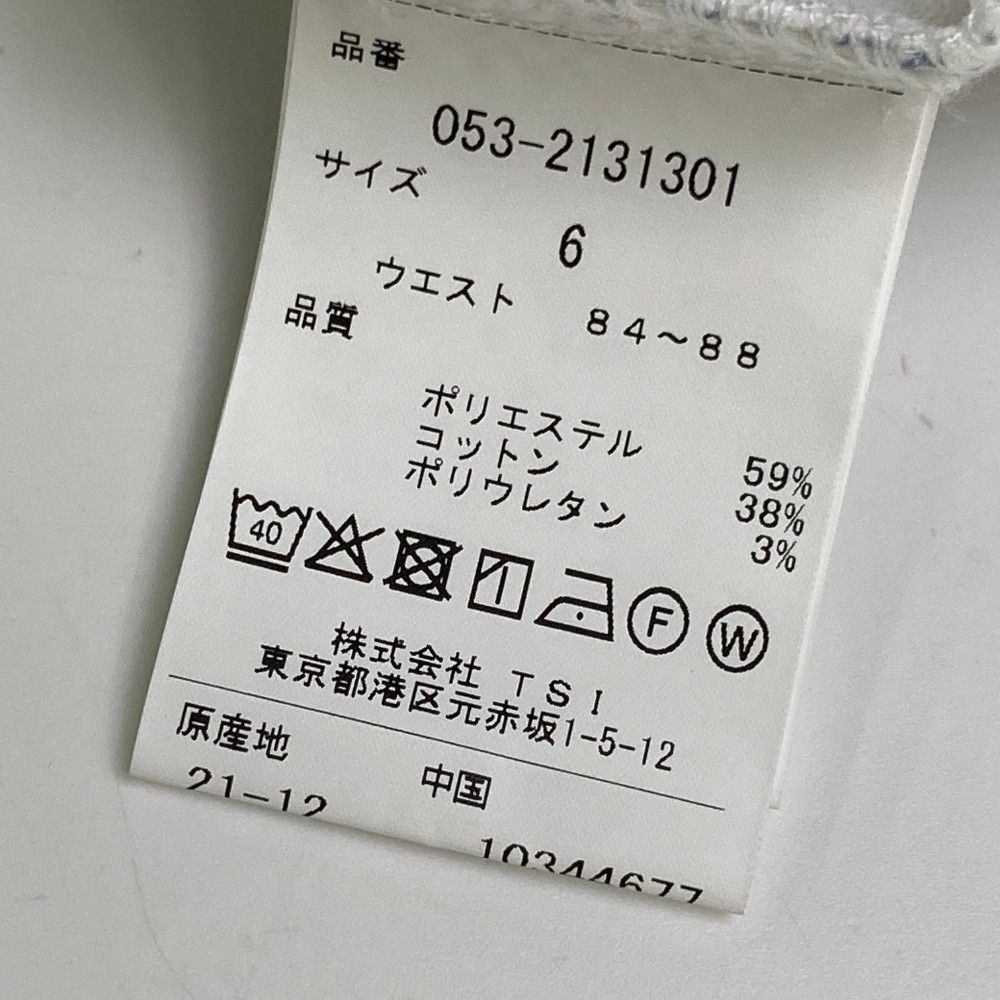 品番
053-2131301
サイズ
6
ウエスト 84～88
品質
ポリエステル 59%
コットン 38%
ポリウレタン 3%
40 F W
株式会社 TSI
東京都港区元赤坂1-5-12
原産地 中国
21-12
10344677